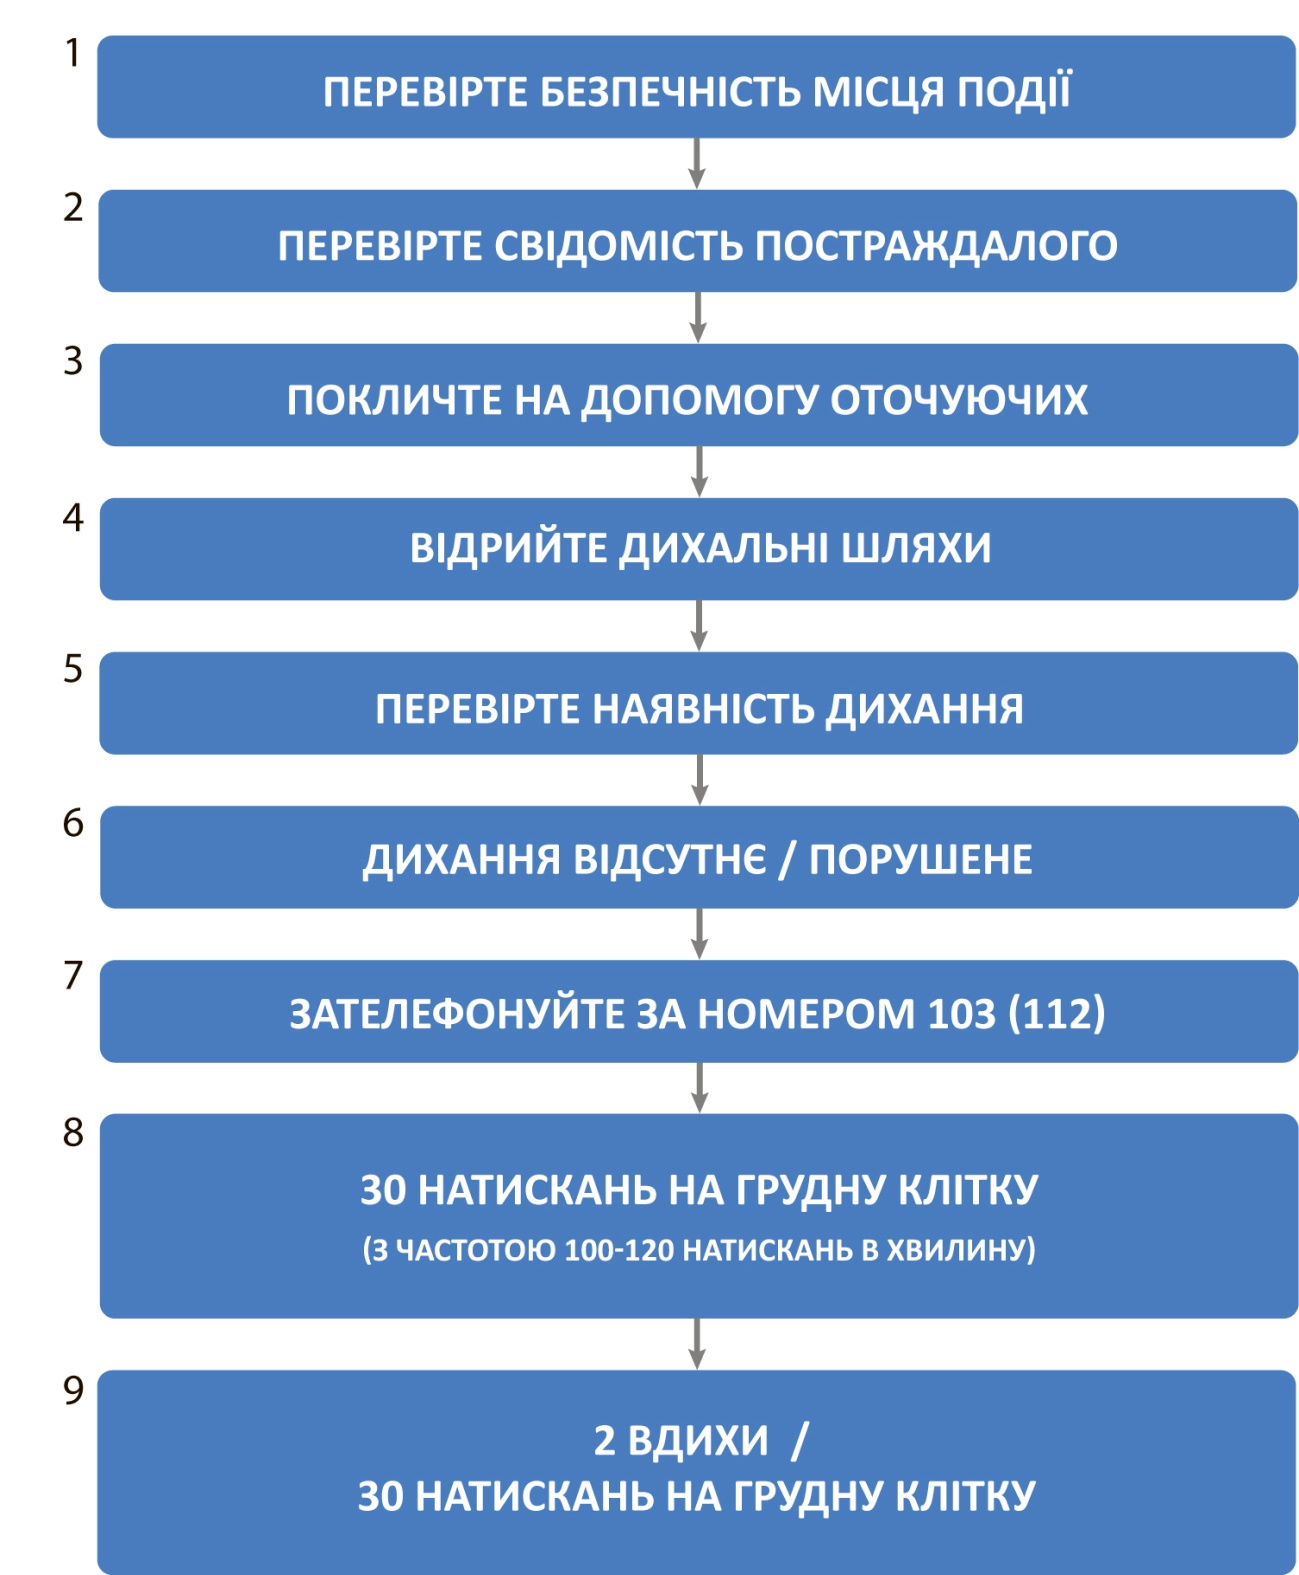 1
ПЕРЕВІРТЕ БЕЗПЕЧНІСТЬ МІСЦЯ ПОДІЇ
2
ПЕРЕВІРТЕ СВІДОМІСТЬ ПОСТРАЖДАЛОГО
3
ПОКЛИЧТЕ НА ДОПОМОГУ ОТОЧУЮЧИХ
4
ВІДРИЙТЕ ДИХАЛЬНІ ШЛЯХИ
5
ПЕРЕВІРТЕ НАЯВНІСТЬ ДИХАННЯ
6
ДИХАННЯ ВІДСУТНЄ / ПОРУШЕНЕ
7
ЗАТЕЛЕФОНУЙТЕ ЗА НОМЕРОМ 103 (112)
8
30 НАТИСКАНЬ НА ГРУДНУ КЛІТКУ
(З ЧАСТОТОЮ 100-120 НАТИСКАНЬ В ХВИЛИНУ)
9
2 ВДИХИ /
30 НАТИСКАНЬ НА ГРУДНУ КЛІТКУ